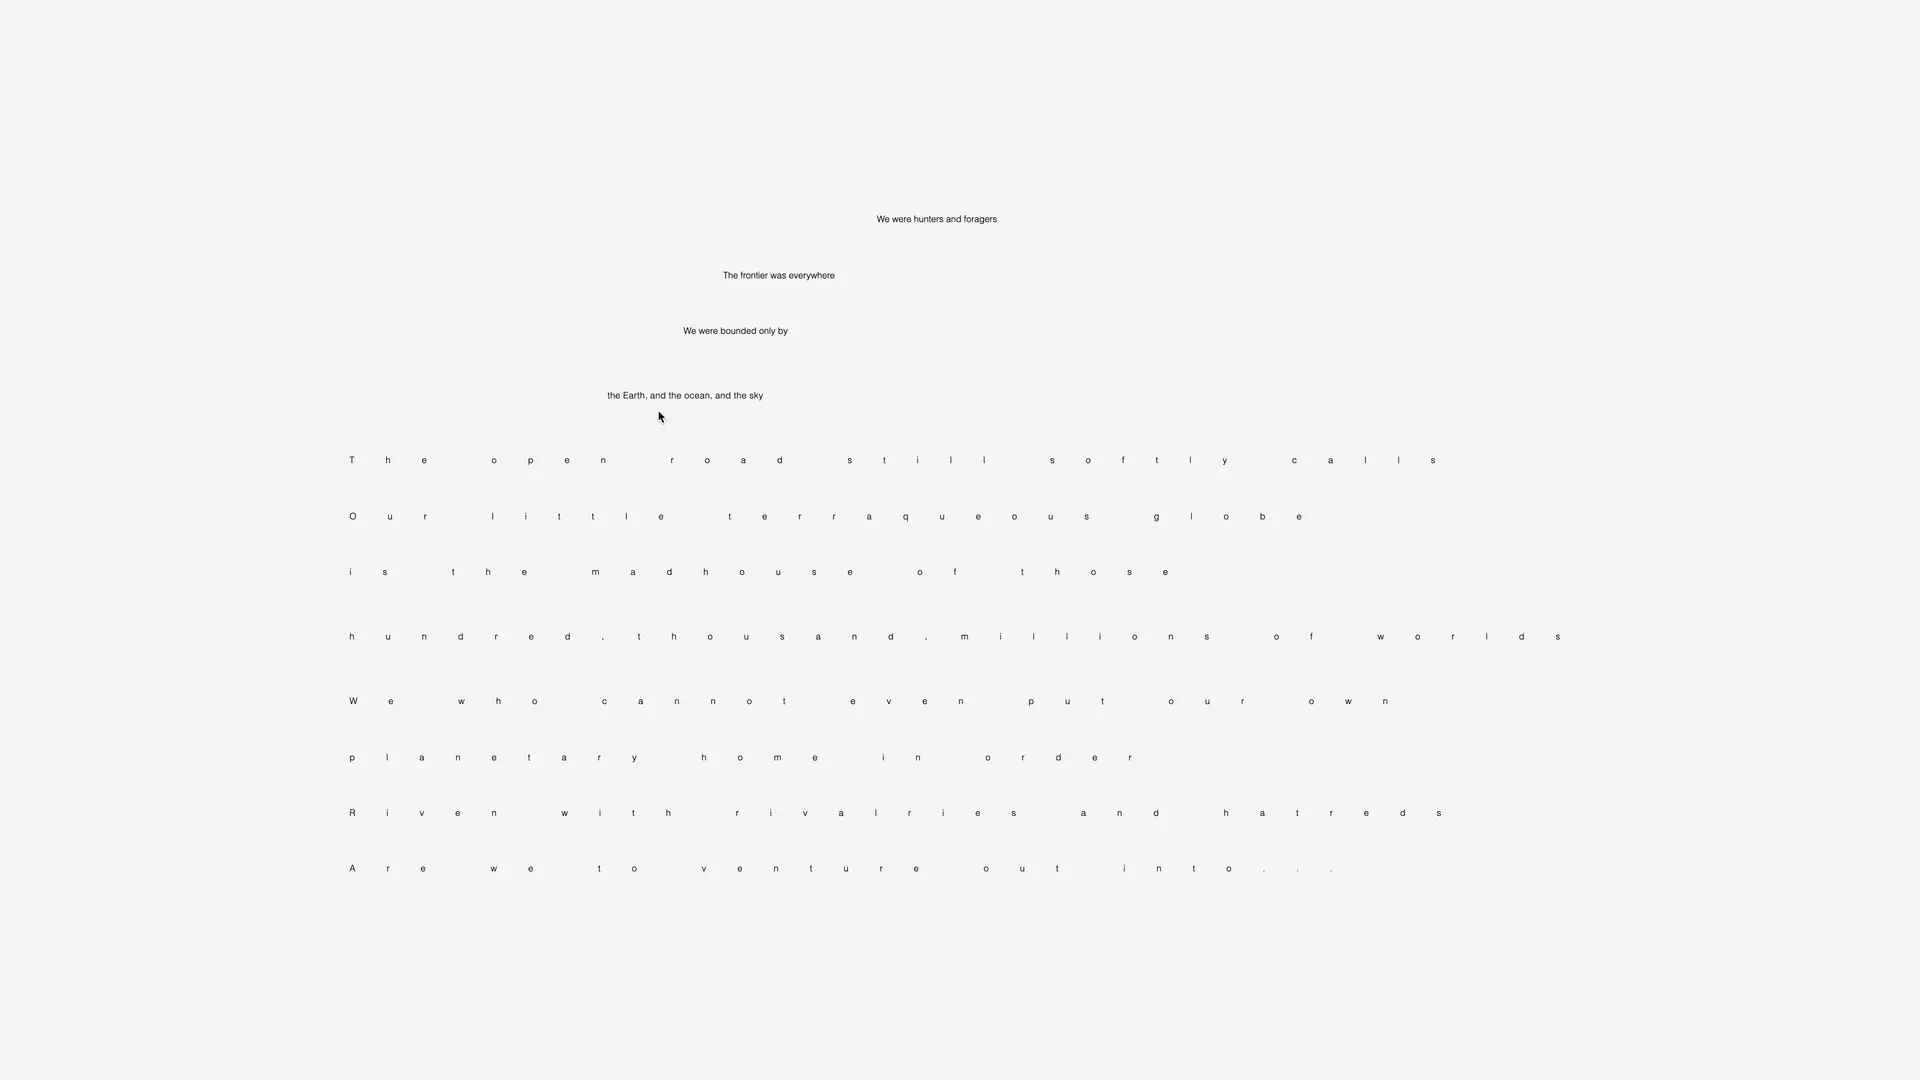 We were hunters and foragers
The frontier was everywhere
We were bounded only by
the Earth, and the ocean, and the sky
The open road still softly calls
Our little terraqueous globe
is the madhouse of those
hundred,thousand,millions of worlds
We who cannot even put our own
planetary home in order
Riven with rivalries and hatreds
Are we to venture out into...